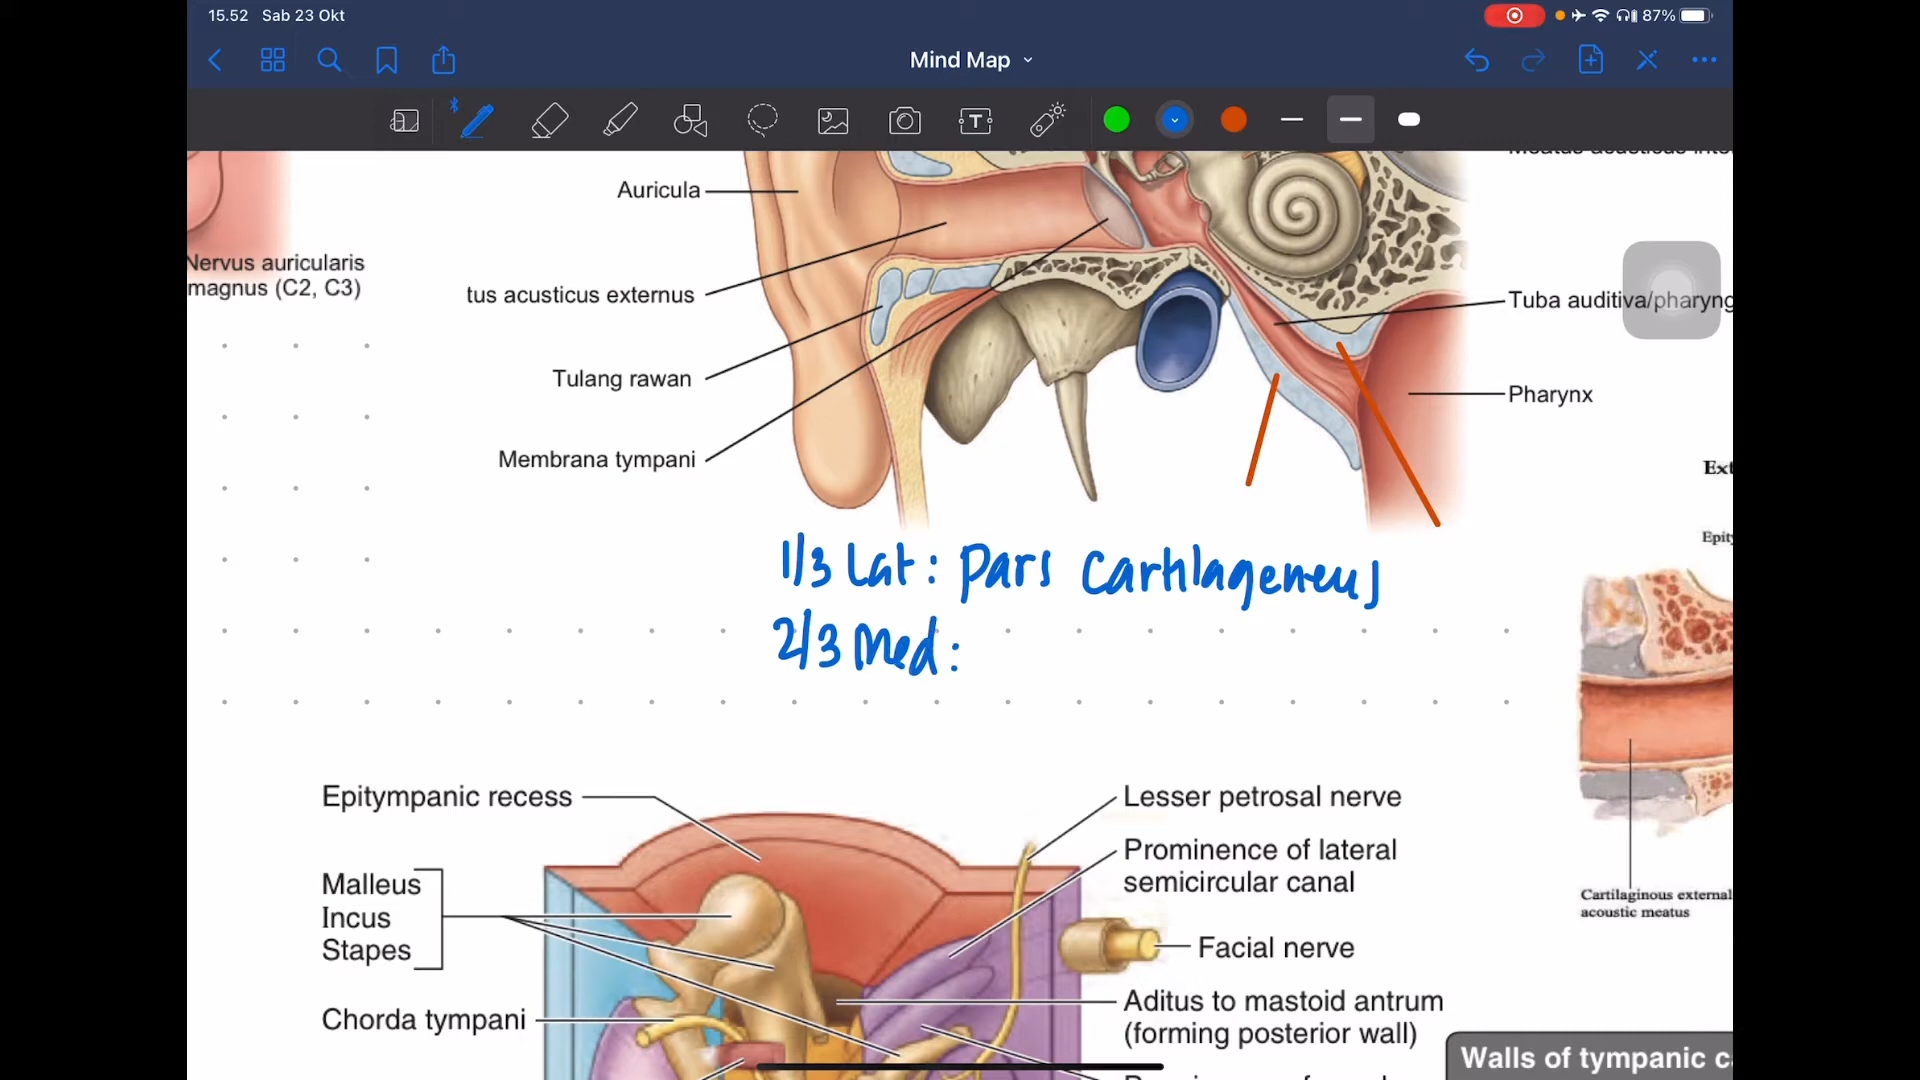 15.52 Sab 23 Okt
87%
Mind Map
T
Auricula
Nervus auricularis
magnus (C2, C3)
tus acusticus externus
Tuba auditiva/pharyng
Tulang rawan
Pharynx
Membrana tympani
Ext
Epity
1/3 Lat: Pars Cartilageneus
2/3 Med:
Cartilaginous external
acoustic meatus
Epitympanic recess
Lesser petrosal nerve
Prominence of lateral
semicircular canal
Malleus
Incus
Stapes
Facial nerve
Chorda tympani
Aditus to mastoid antrum
(forming posterior wall)
Walls of tympanic c